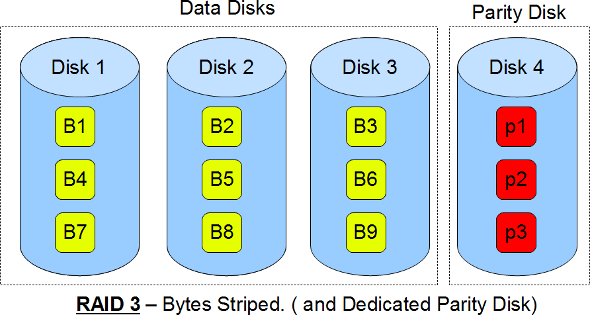 Data Disks Parity Disk
Disk 1 Disk 2 Disk 3 Disk 4
B1 B2 B3 p1
B4 B5 B6 p2
B7 B8 B9 p3
RAID 3 – Bytes Striped. ( and Dedicated Parity Disk)